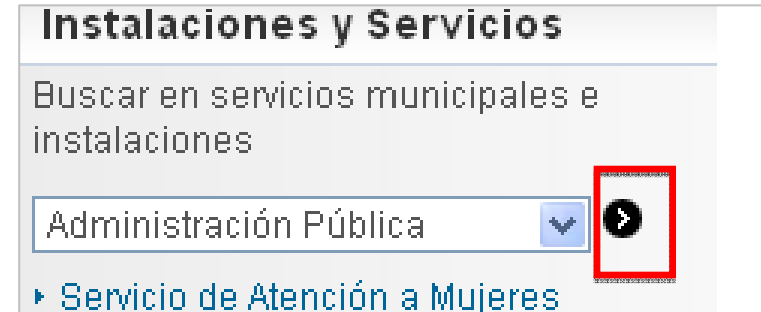 Instalaciones y Servicios
Buscar en servicios municipales e
instalaciones
Administración Pública
Servicio de Atención a Mujeres